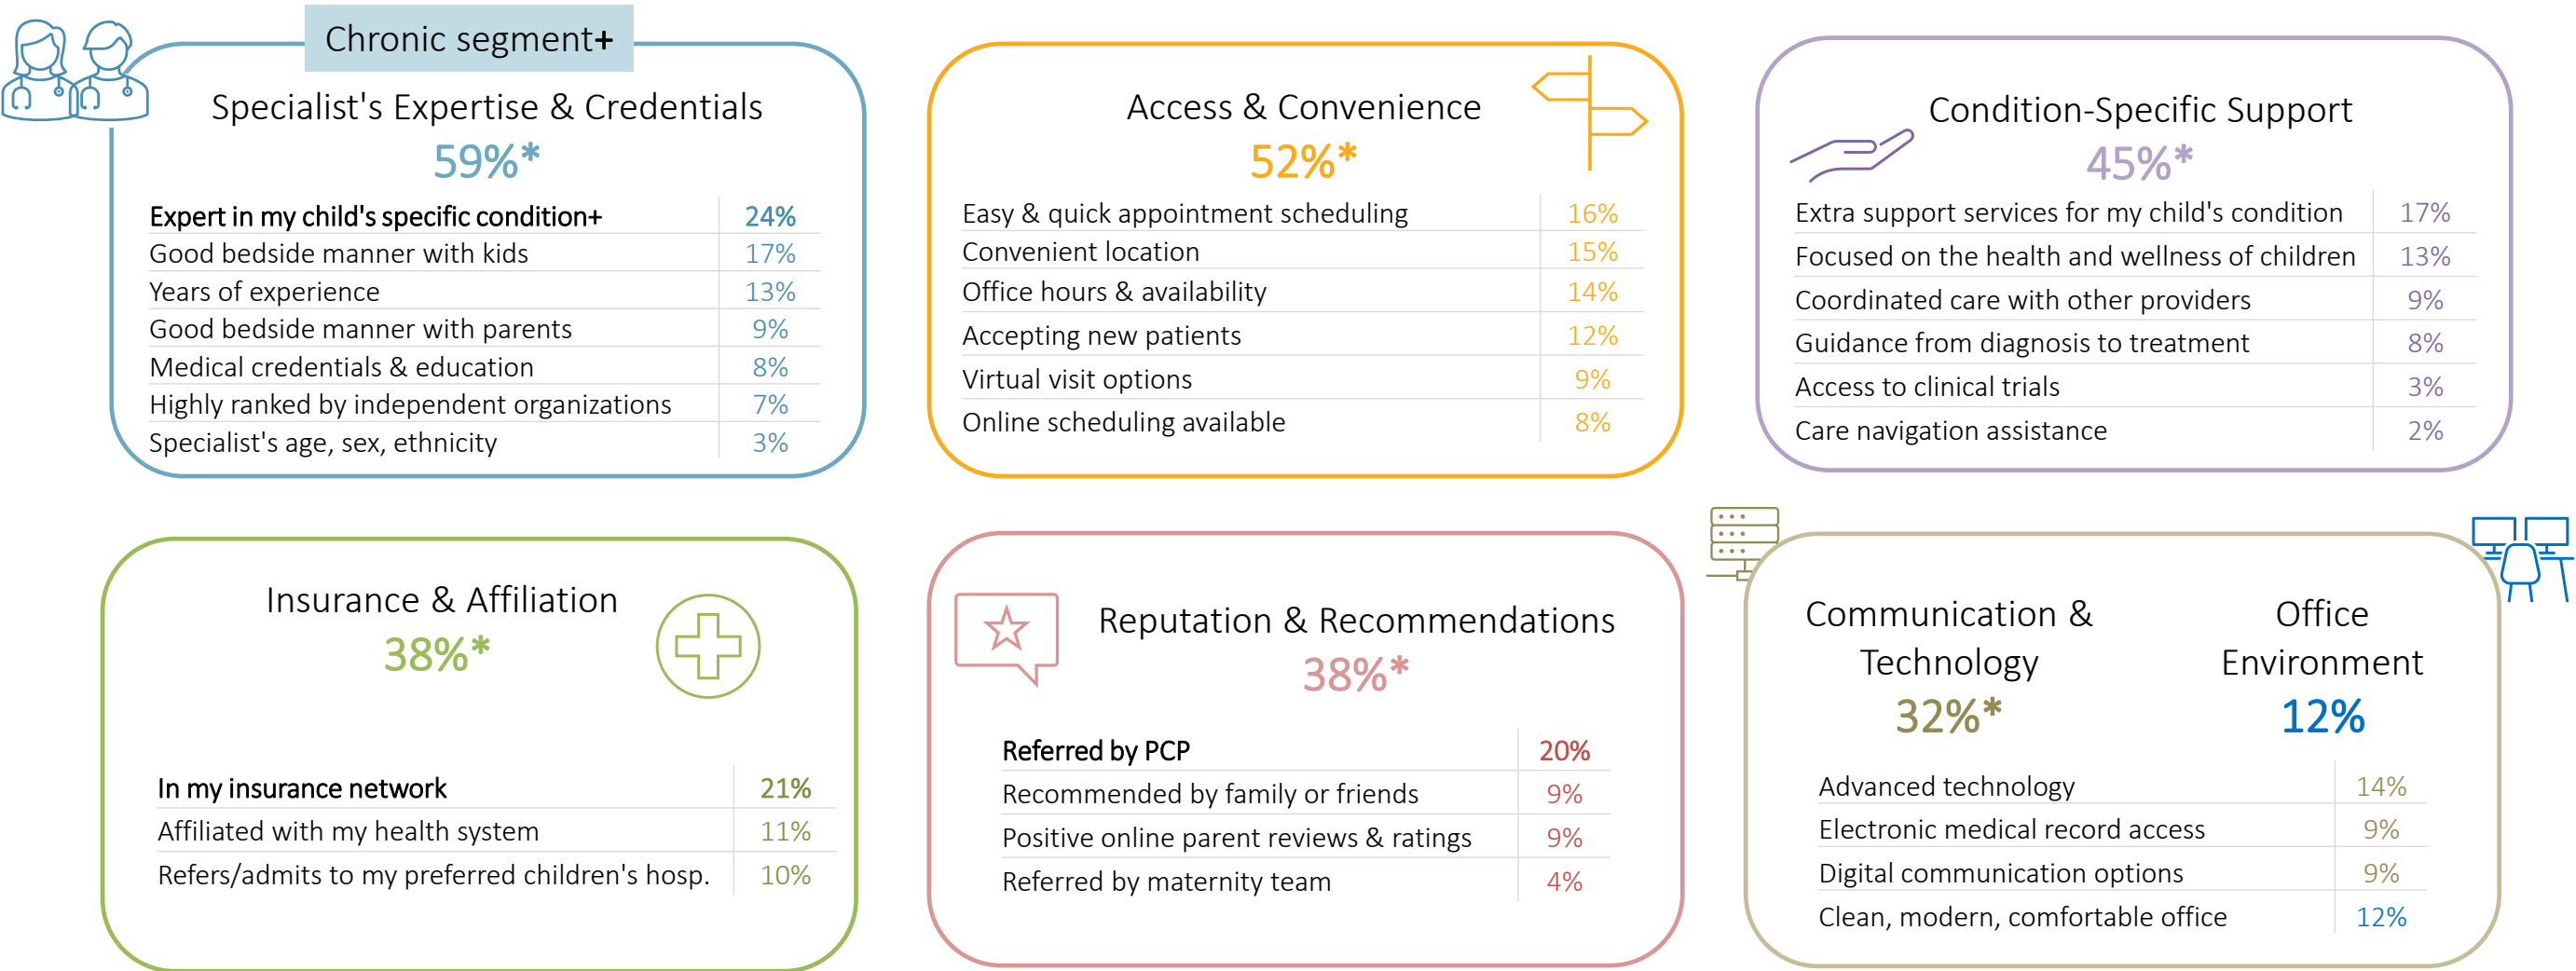 Chronic segment+
Specialist's Expertise & Credentials
59%*
Expert in my child's specific condition+ 24%
Good bedside manner with kids 17%
Years of experience 13%
Good bedside manner with parents 9%
Medical credentials & education 8%
Highly ranked by independent organizations 7%
Specialist's age, sex, ethnicity 3%
Access & Convenience
52%*
Easy & quick appointment scheduling 16%
Convenient location 15%
Office hours & availability 14%
Accepting new patients 12%
Virtual visit options 9%
Online scheduling available 8%
Condition-Specific Support
45%*
Extra support services for my child's condition 17%
Focused on the health and wellness of children 13%
Coordinated care with other providers 9%
Guidance from diagnosis to treatment 8%
Access to clinical trials 3%
Care navigation assistance 2%
Insurance & Affiliation
38%*
In my insurance network 21%
Affiliated with my health system 11%
Refers/admits to my preferred children's hosp. 10%
Reputation & Recommendations
38%*
Referred by PCP 20%
Recommended by family or friends 9%
Positive online parent reviews & ratings 9%
Referred by maternity team 4%
Communication &
Technology
32%*
Office
Environment
12%
Advanced technology 14%
Electronic medical record access 9%
Digital communication options 9%
Clean, modern, comfortable office 12%